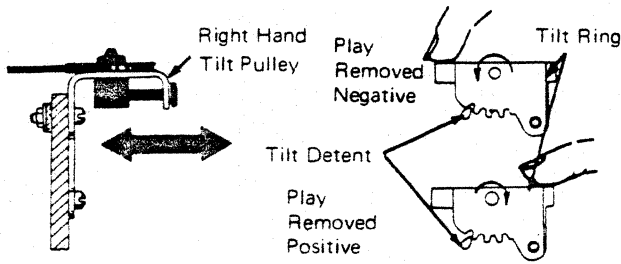 Right Hand
Tilt Pulley
Play
Removed
Negative
Tilt Ring
Tilt Detent
Play
Removed
Positive